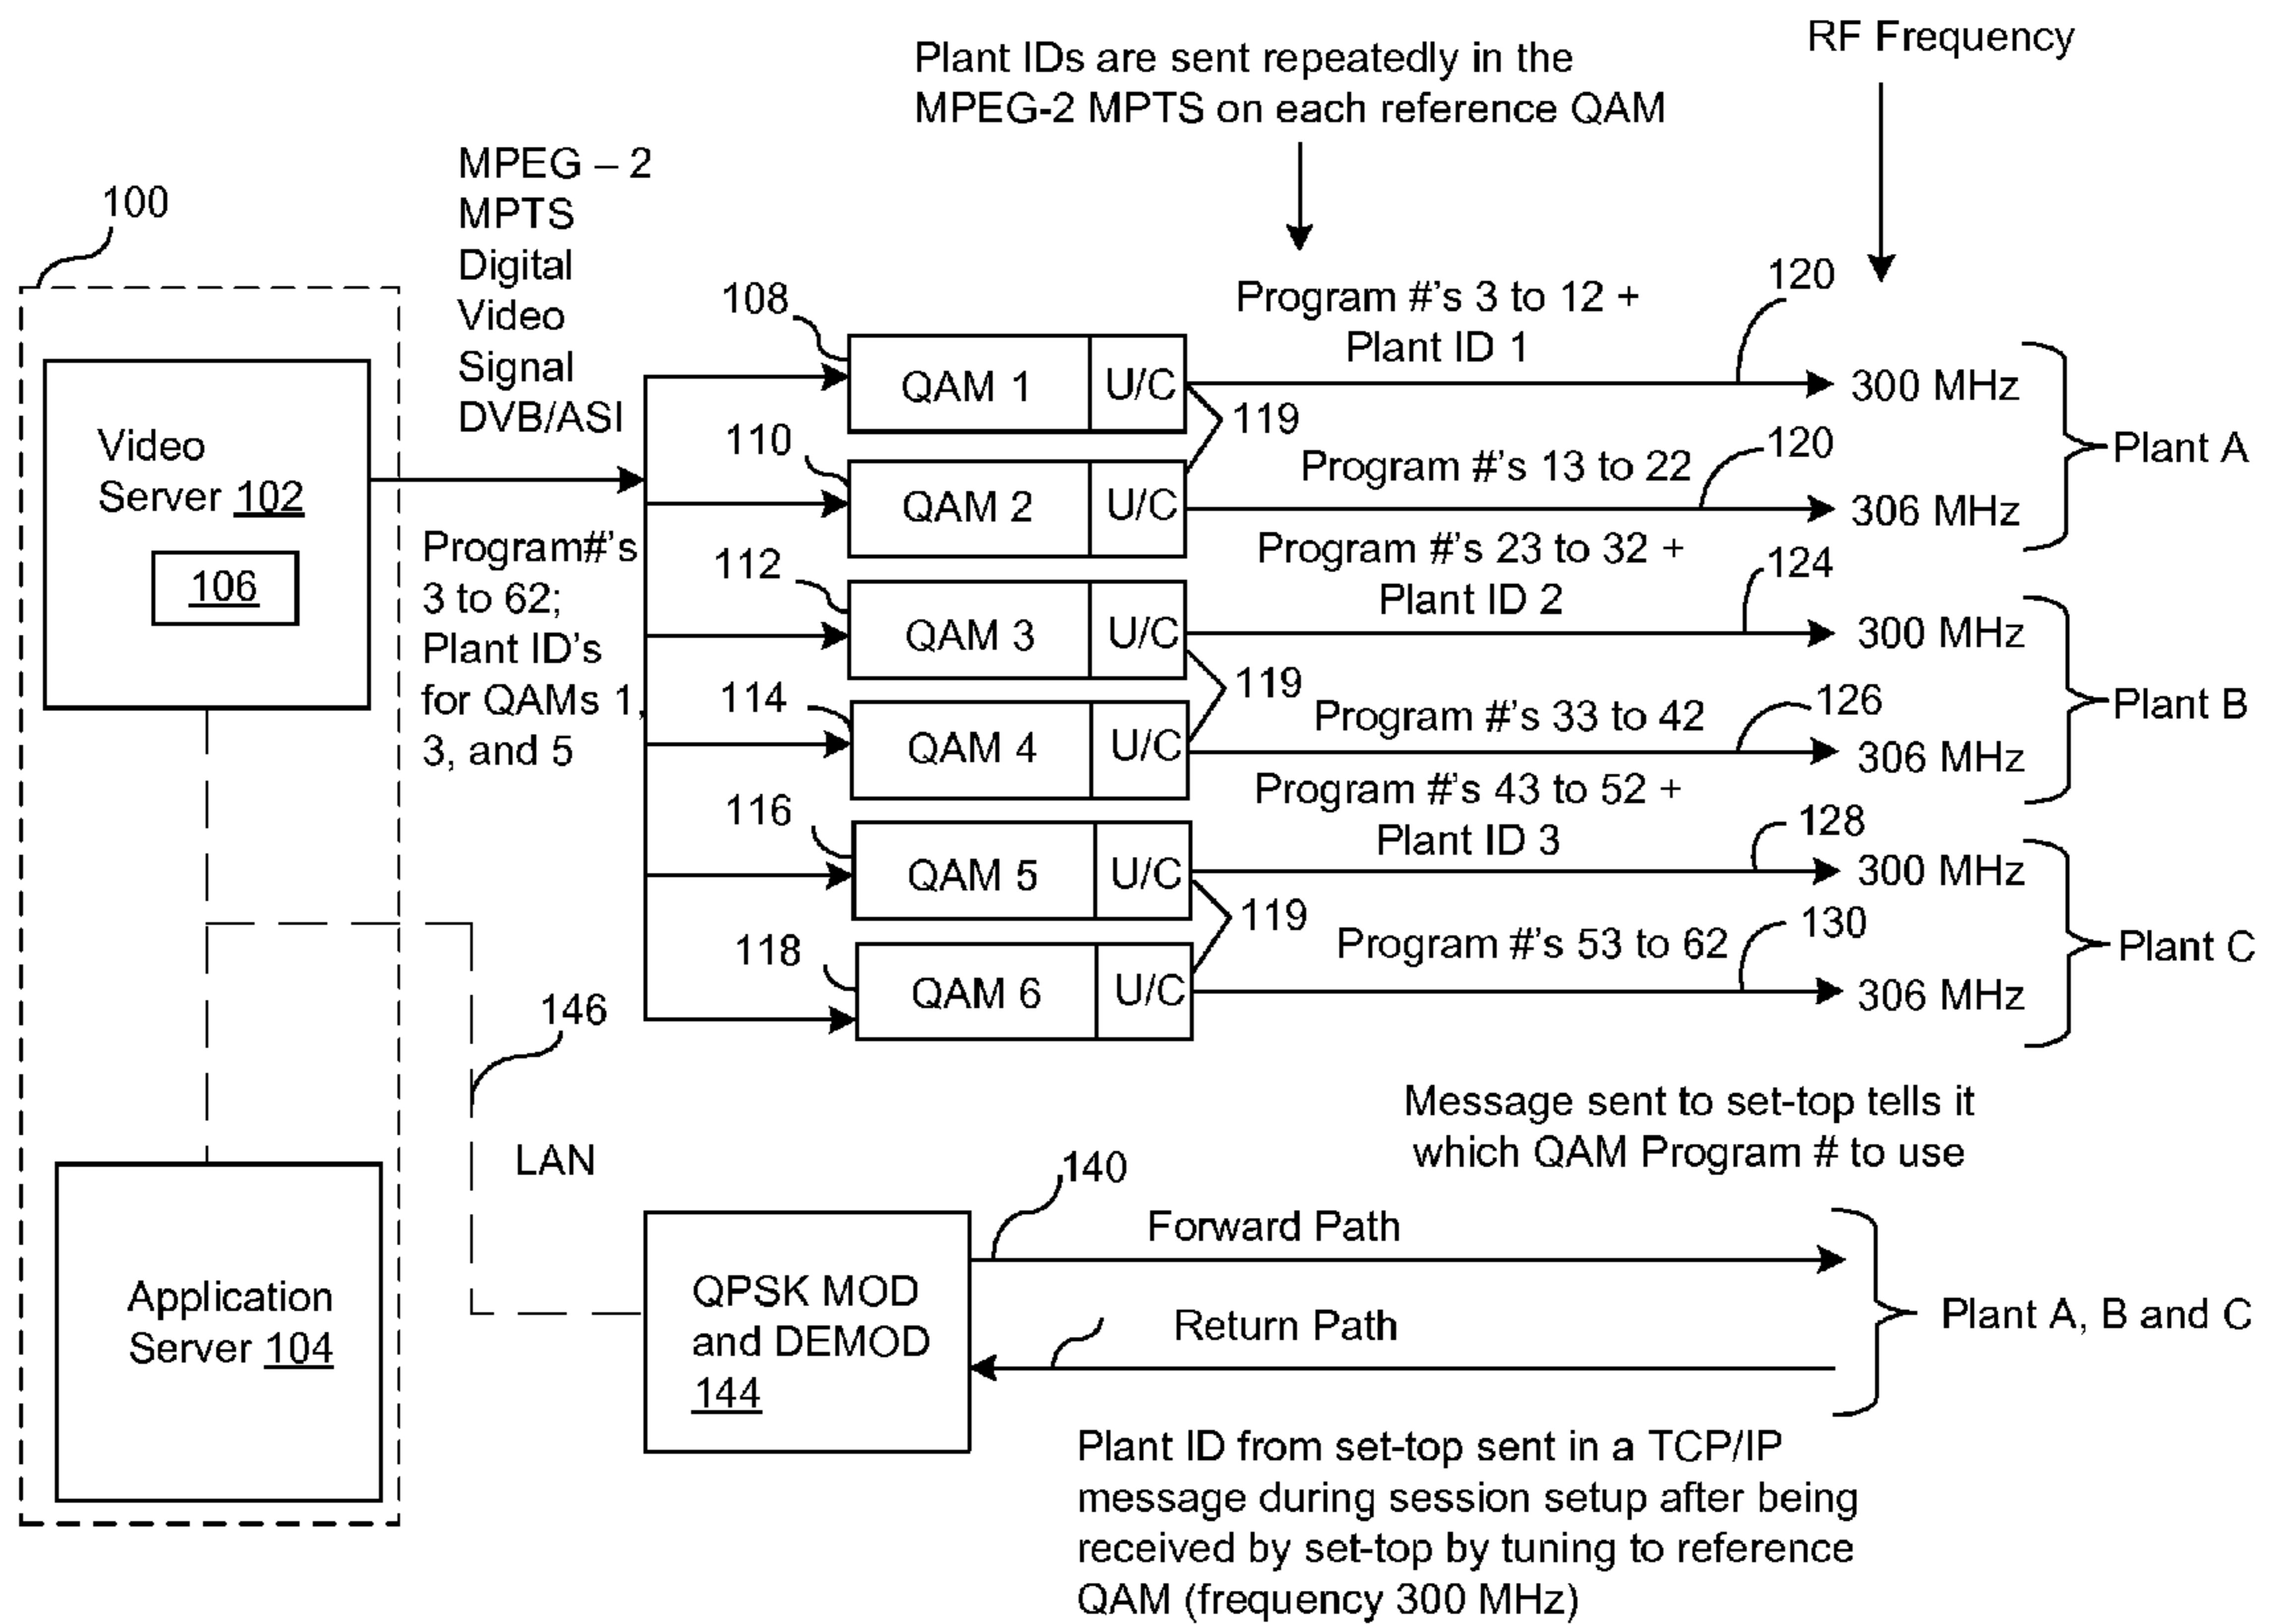 Plant IDs are sent repeatedly in the
MPEG-2 MPTS on each reference QAM
RF Frequency
MPEG – 2
MPTS
Digital
Video
Signal
DVB/ASI
100
Video
Server 102
106
Program#'s
3 to 62;
Plant ID's
for QAMs 1,
3, and 5
108
QAM 1
U/C
Program #'s 3 to 12 +
Plant ID 1
120
300 MHz
119
110
QAM 2
U/C
Program #'s 13 to 22
120
306 MHz
Plant A
112
QAM 3
U/C
Program #'s 23 to 32 +
Plant ID 2
124
300 MHz
119
114
QAM 4
U/C
Program #'s 33 to 42
126
306 MHz
Plant B
116
QAM 5
U/C
Program #'s 43 to 52 +
Plant ID 3
128
300 MHz
119
118
QAM 6
U/C
Program #'s 53 to 62
130
306 MHz
Plant C
146
LAN
Application
Server 104
Message sent to set-top tells it
which QAM Program # to use
QPSK MOD
and DEMOD
144
140
Forward Path
Return Path
Plant A, B and C
Plant ID from set-top sent in a TCP/IP
message during session setup after being
received by set-top by tuning to reference
QAM (frequency 300 MHz)